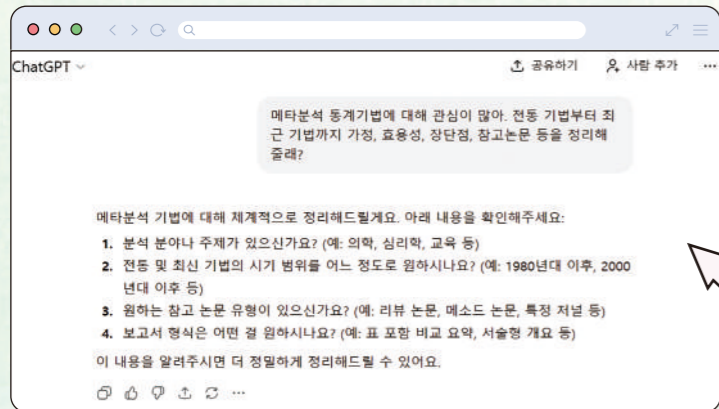 ChatGPT
공유하기
사람 추가
메타분석 통계기법에 대해 관심이 많아. 전통 기법부터 최
근 기법까지 가정, 효용성, 장단점, 참고논문 등을 정리해
줄래?
메타분석 기법에 대해 체계적으로 정리해드릴게요. 아래 내용을 확인해주세요:
1. 분석 분야나 주제가 있으신가요? (예: 의학, 심리학, 교육 등)
2. 전통 및 최신 기법의 시기 범위를 어느 정도로 원하시나요? (예: 1980년대 이후, 2000
년대 이후 등)
3. 원하는 참고 논문 유형이 있으신가요? (예: 리뷰 논문, 메소드 논문, 특정 저널 등)
4. 보고서 형식은 어떤 걸 원하시나요? (예: 표 포함 비교 요약, 서술형 개요 등)
이 내용을 알려주시면 더 정밀하게 정리해드릴 수 있어요.